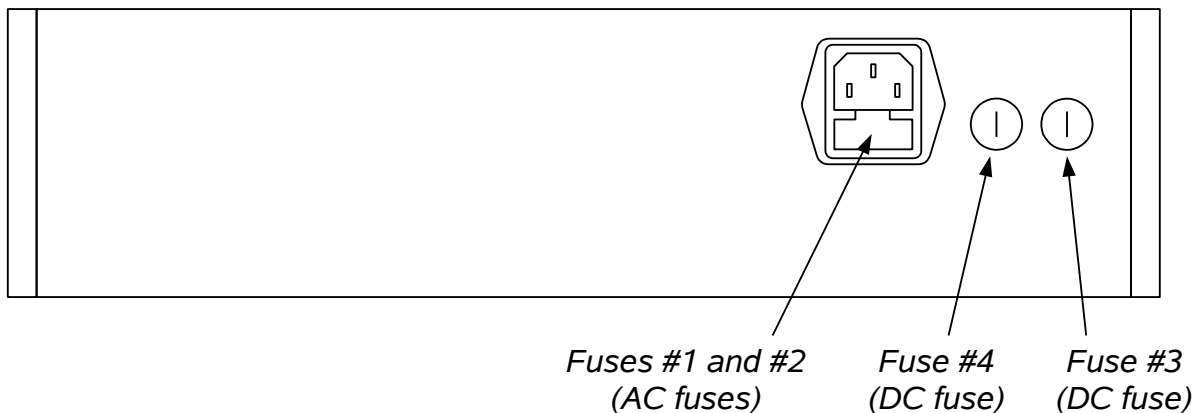 Fuses #1 and #2
(AC fuses)
Fuse #4
(DC fuse)
Fuse #3
(DC fuse)